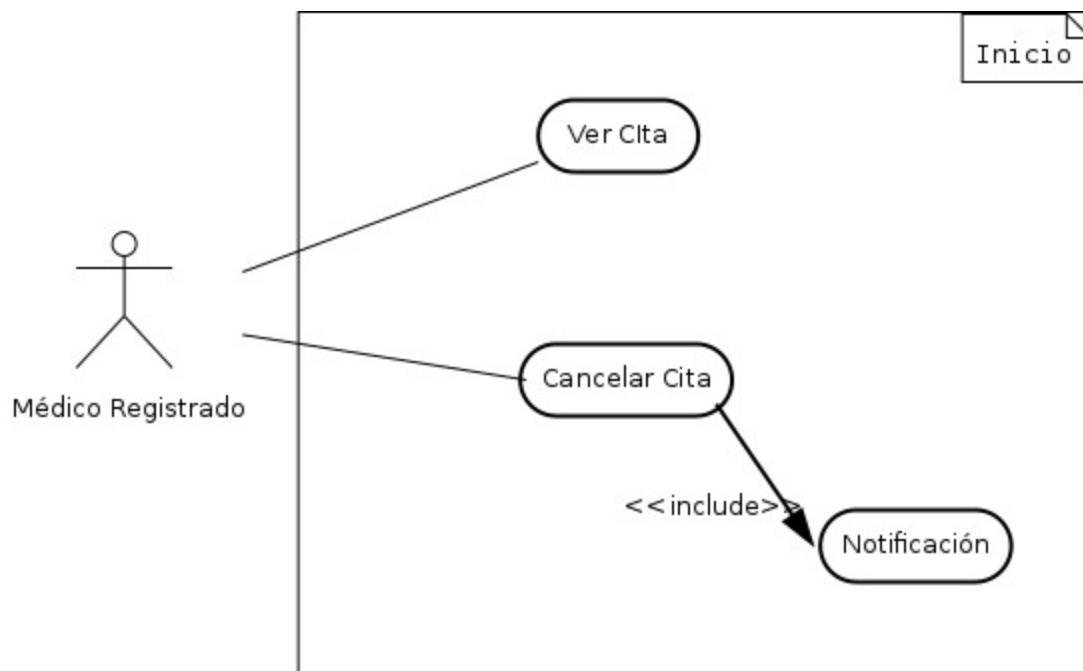 Inicio
Ver CIta
Médico Registrado
Cancelar Cita
<<include>>
Notificación